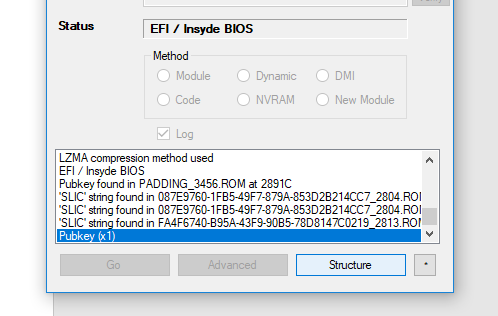 Status
EFI / Insyde BIOS
Method
Module
Dynamic
DMI
Code
NVRAM
New Module
Log
LZMA compression method used
EFI / Insyde BIOS
Pubkey found in PADDING_3456.ROM at 2891C
'SLIC' string found in 087E9760-1FB5-49F7-879A-853D2B214CC7_2804.ROM
'SLIC' string found in 087E9760-1FB5-49F7-879A-853D2B214CC7_2804.ROM
'SLIC' string found in FA4F6740-B95A-43F9-90B5-78D8147C0219_2813.ROM
Pubkey (x1)
Go
Advanced
Structure
*